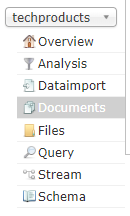 techproducts
Overview
Analysis
Dataimport
Documents
Files
Query
Stream
Schema